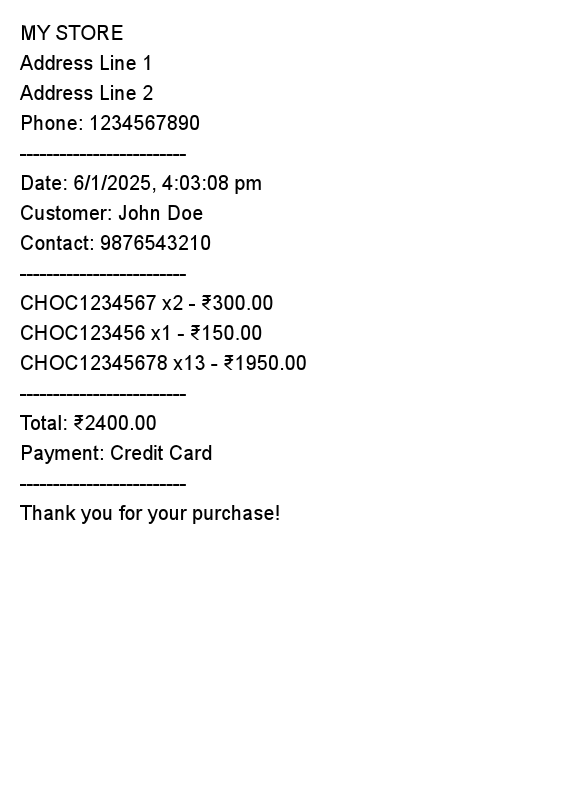 MY STORE
Address Line 1
Address Line 2
Phone: 1234567890
-------------------------
Date: 6/1/2025, 4:03:08 pm
Customer: John Doe
Contact: 9876543210
-------------------------
CHOC1234567 x2 - ₹300.00
CHOC123456 x1 - ₹150.00
CHOC12345678 x13 - ₹1950.00
-------------------------
Total: ₹2400.00
Payment: Credit Card
-------------------------
Thank you for your purchase!